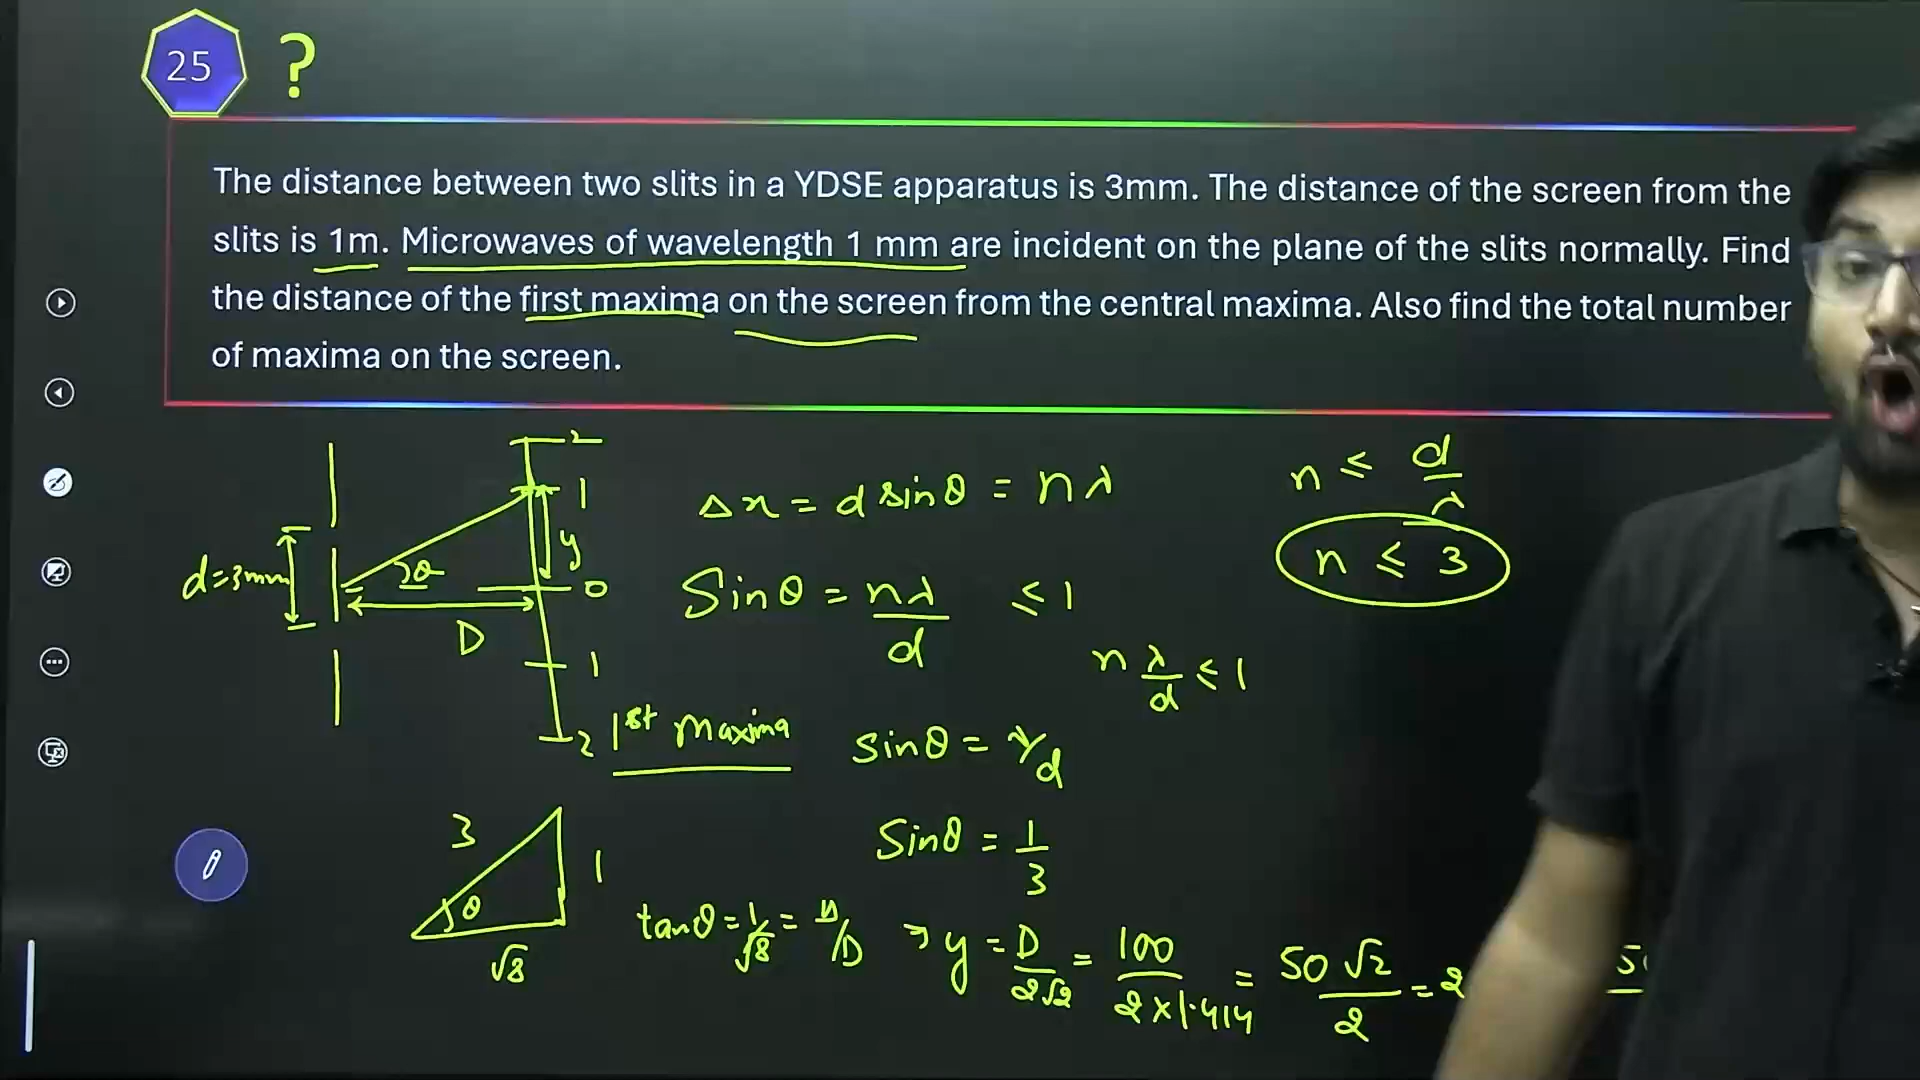 25 ?
The distance between two slits in a YDSE apparatus is 3mm. The distance of the screen from the
slits is 1m. Microwaves of wavelength 1 mm are incident on the plane of the slits normally. Find
the distance of the first maxima on the screen from the central maxima. Also find the total number
of maxima on the screen.
2
1
y
θ
0
d=3mm
D
1
2
Δx = d sinθ = nλ
n ≤ d/λ
n ≤ 3
Sinθ = nλ/d ≤ 1
n λ/d ≤ 1
1st Maxima
sinθ = λ/d
3
1
θ
√8
Sinθ = 1/3
tanθ = 1/√8 = y/D ⇒ y = D/2√2 = 100/2×1.414 = 50√2/2 = 2